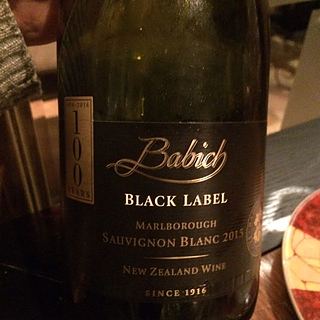 1916-2016
100
YEARS
Babich
BLACK LABEL
MARLBOROUGH
SAUVIGNON BLANC 2015
NEW ZEALAND WINE
SINCE 1916